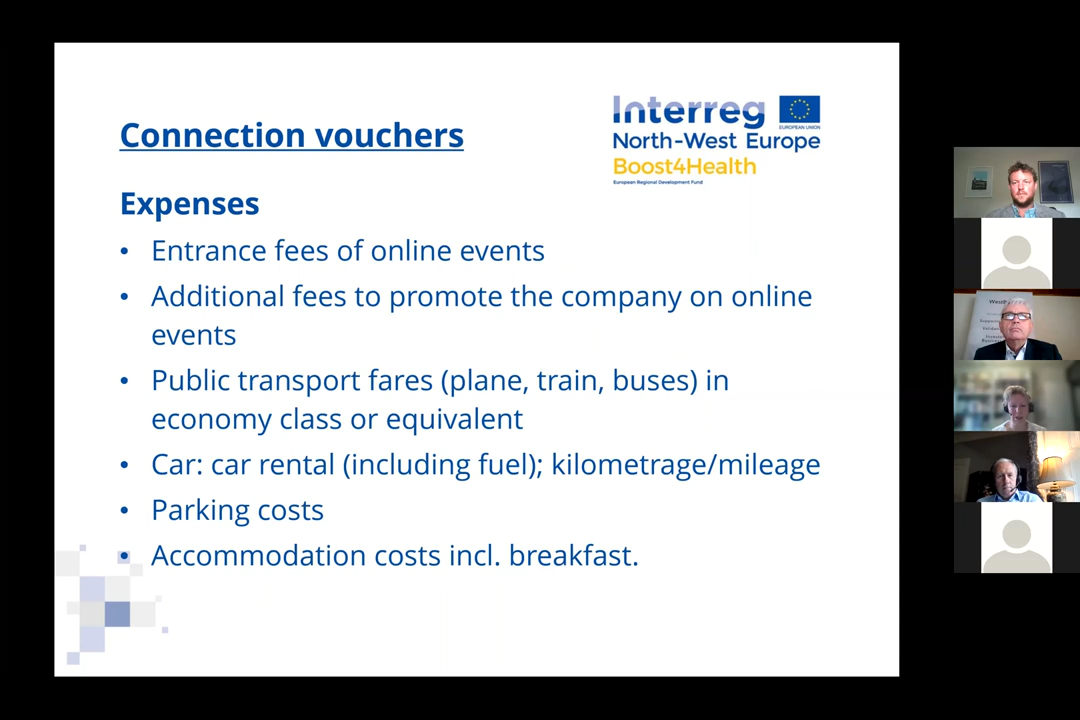 Connection vouchers
Interreg
EUROPEAN UNION
North-West Europe
Boost4Health
European Regional Development Fund
Expenses
• Entrance fees of online events
• Additional fees to promote the company on online
events
• Public transport fares (plane, train, buses) in
economy class or equivalent
• Car: car rental (including fuel); kilometrage/mileage
• Parking costs
• Accommodation costs incl. breakfast.